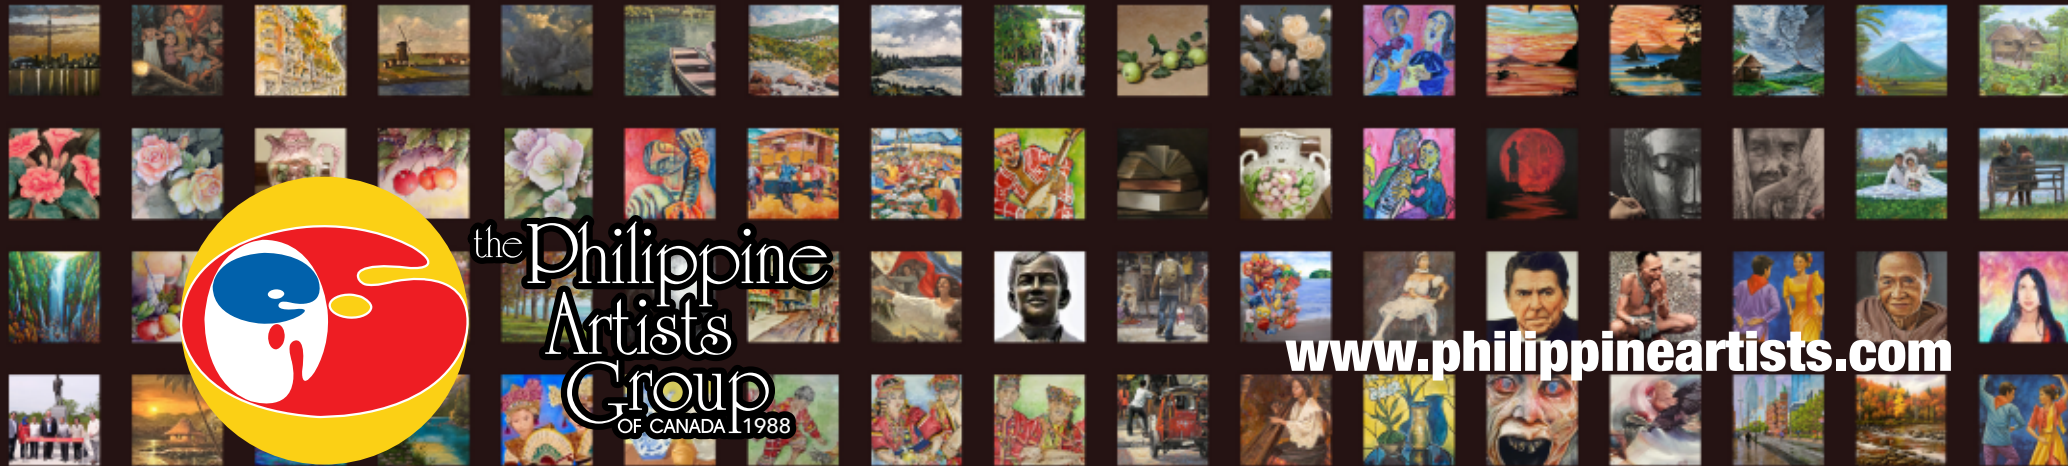 the Philippine
Artists
Group
OF CANADA 1988
www.philippineartists.com